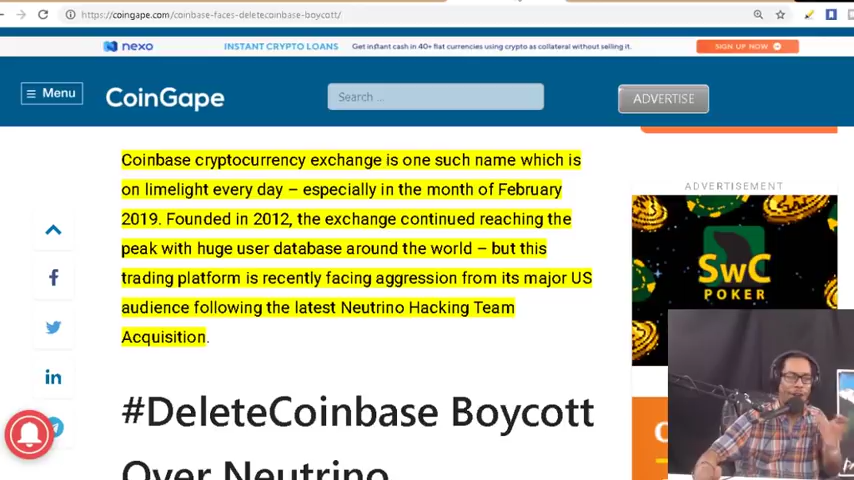 https://coingape.com/coinbase-faces-deletecoinbase-boycott/
nexo
INSTANT CRYPTO LOANS
Get instant cash in 40+ fiat currencies using crypto as collateral without selling it.
SIGN UP NOW
Menu
CoinGape
Search ...
ADVERTISE
Coinbase cryptocurrency exchange is one such name which is
on limelight every day – especially in the month of February
2019. Founded in 2012, the exchange continued reaching the
peak with huge user database around the world – but this
trading platform is recently facing aggression from its major US
audience following the latest Neutrino Hacking Team
Acquisition.
#DeleteCoinbase Boycott
Over Neutrino
ADVERTISEMENT
SwC
POKER